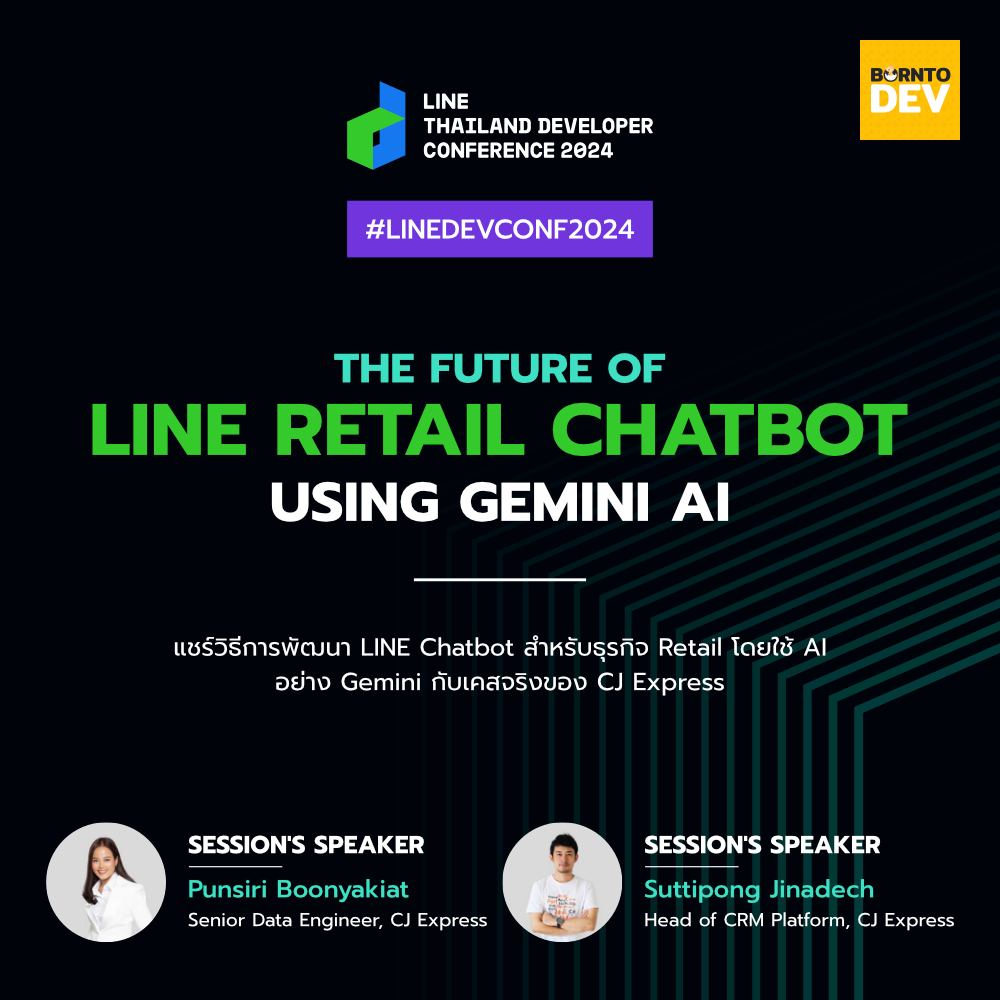 BORNTO
DEV
LINE
THAILAND DEVELOPER
CONFERENCE 2024
#LINEDEVCONF2024
THE FUTURE OF
LINE RETAIL CHATBOT
USING GEMINI AI
แชร์วิธีการพัฒนา LINE Chatbot สำหรับธุรกิจ Retail โดยใช้ AI
อย่าง Gemini กับเคสจริงของ CJ Express
SESSION'S SPEAKER
Punsiri Boonyakiat
Senior Data Engineer, CJ Express
SESSION'S SPEAKER
Suttipong Jinadech
Head of CRM Platform, CJ Express